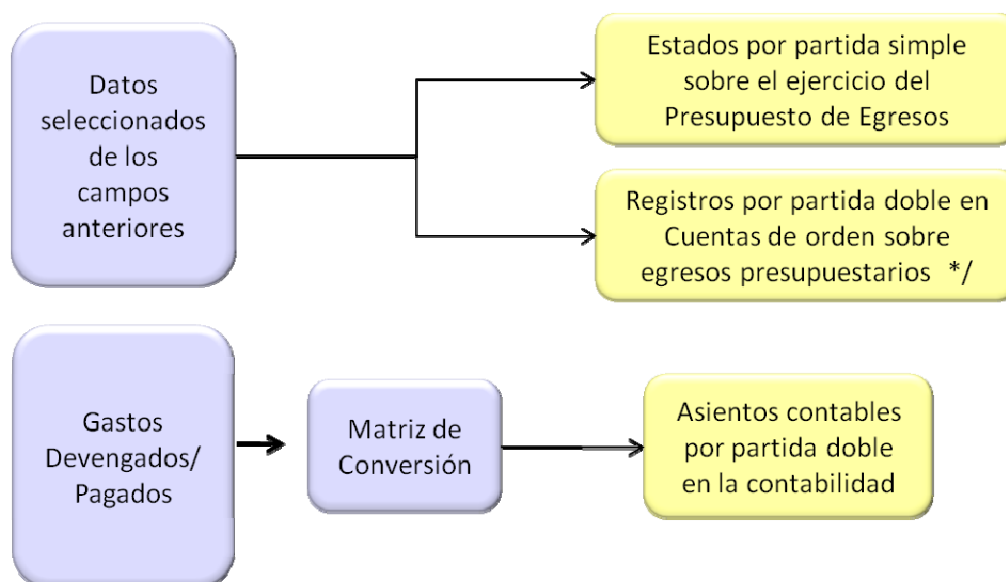 Datos
seleccionados
de los
campos
anteriores
Estados por partida simple
sobre el ejercicio del
Presupuesto de Egresos
Registros por partida doble en
Cuentas de orden sobre
egresos presupuestarios */
Gastos
Devengados/
Pagados
Matriz de
Conversión
Asientos contables
por partida doble
en la contabilidad